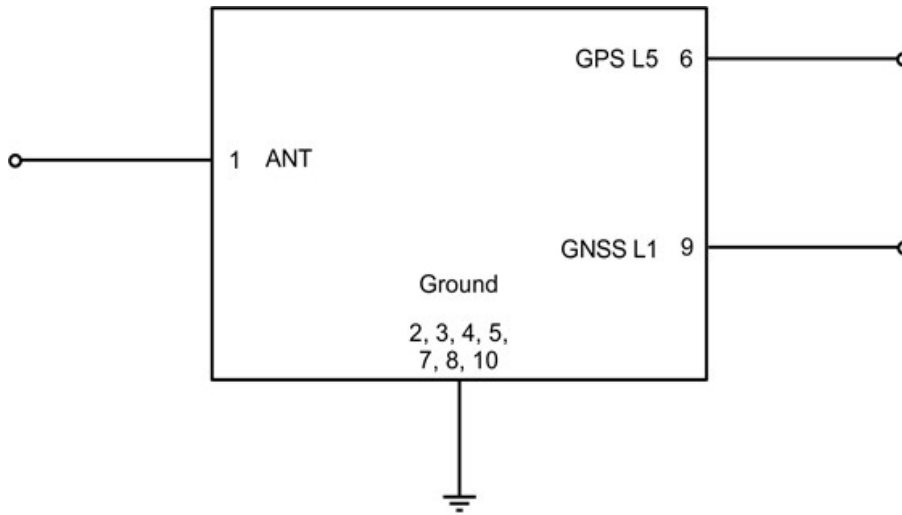 GPS L5 6
1 ANT
GNSS L1 9
Ground
2, 3, 4, 5,
7, 8, 10